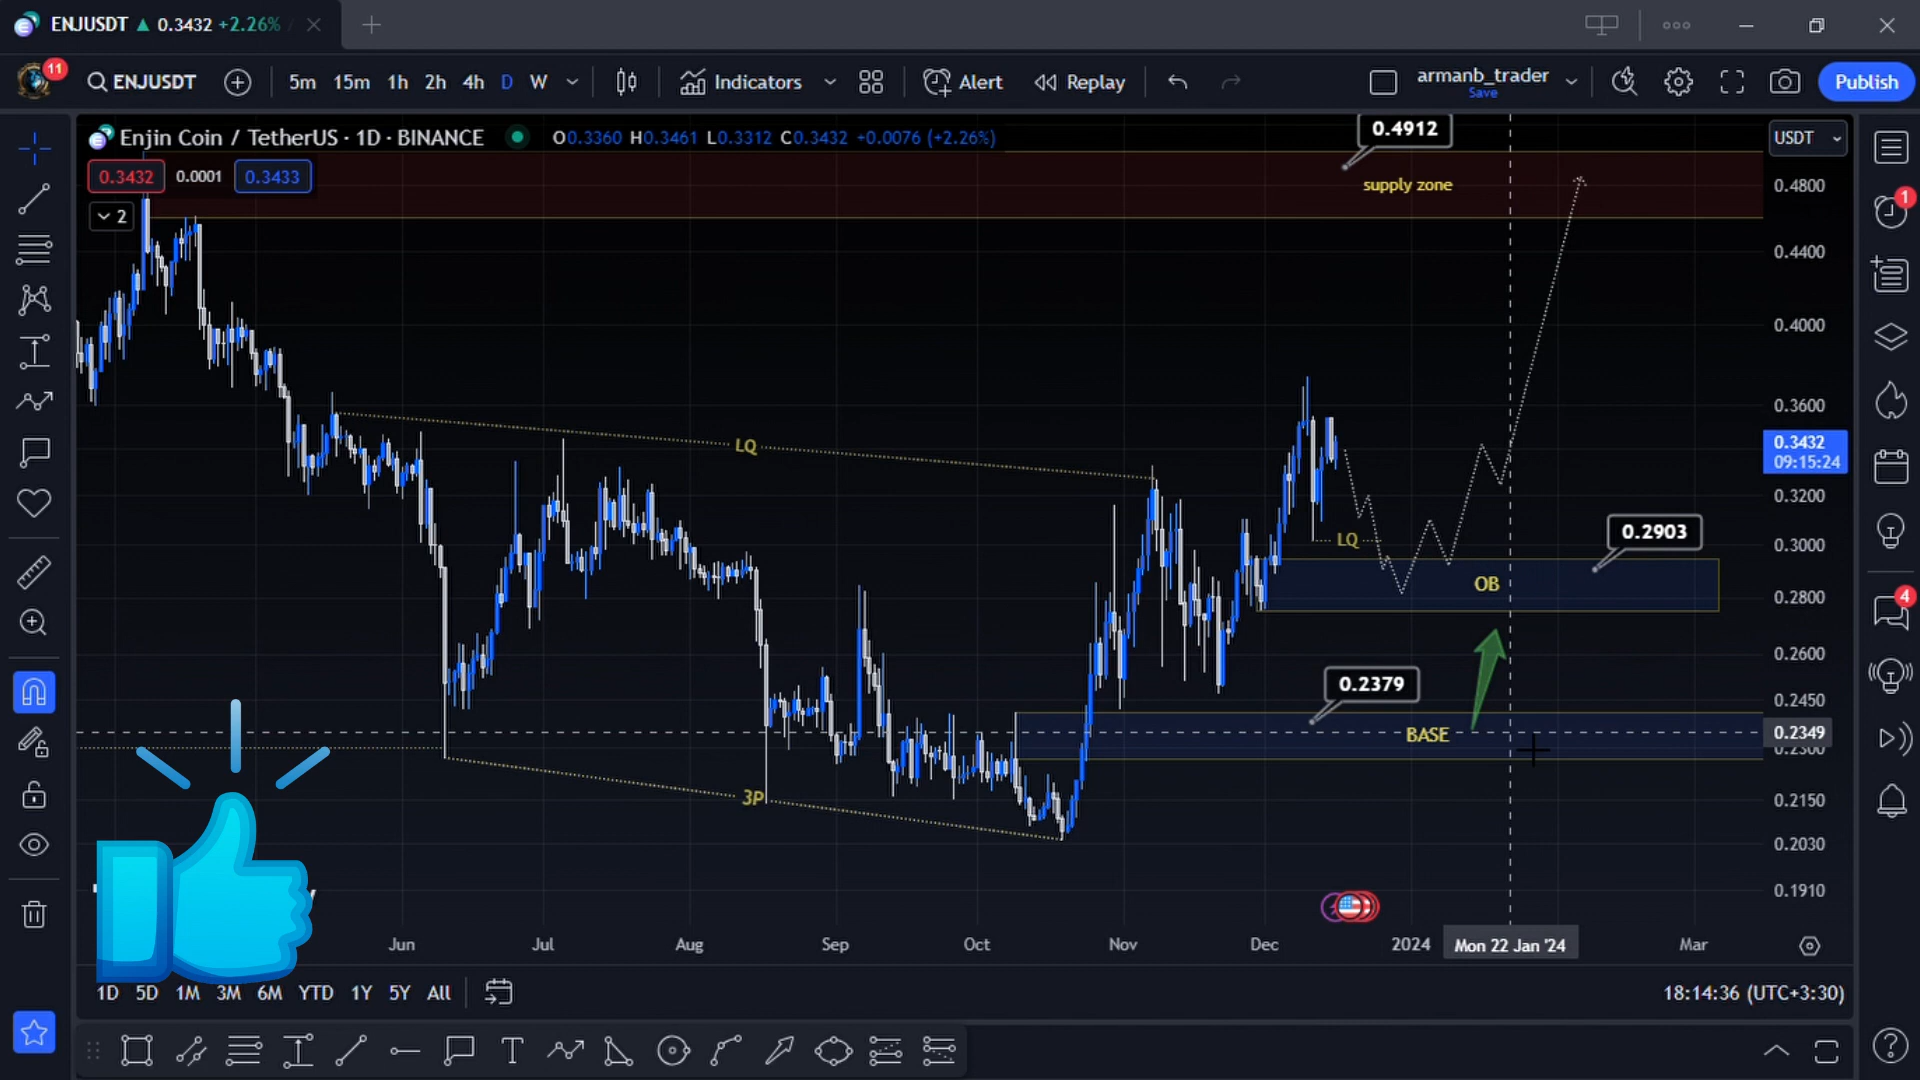 ENJUSDT ▲ 0.3432 +2.26% /
11
ENJUSDT
5m 15m 1h 2h 4h D W
Indicators
Alert
Replay
armanb_trader
Save
Publish
Enjin Coin / TetherUS · 1D · BINANCE
O0.3360 H0.3461 L0.3312 C0.3432 +0.0076 (+2.26%)
0.3432 0.0001 0.3433
2
USDT
0.4912
supply zone
0.4800
0.4400
0.4000
0.3600
0.3432
09:15:24
0.3200
0.3000
0.2800
0.2600
0.2450
0.2349
0.2300
0.2150
0.2030
0.1910
LQ
LQ
0.2903
OB
0.2379
BASE
3P
1
4
Jun Jul Aug Sep Oct Nov Dec 2024 Mon 22 Jan '24 Mar
1D 5D 1M 3M 6M YTD 1Y 5Y All
18:14:36 (UTC+3:30)